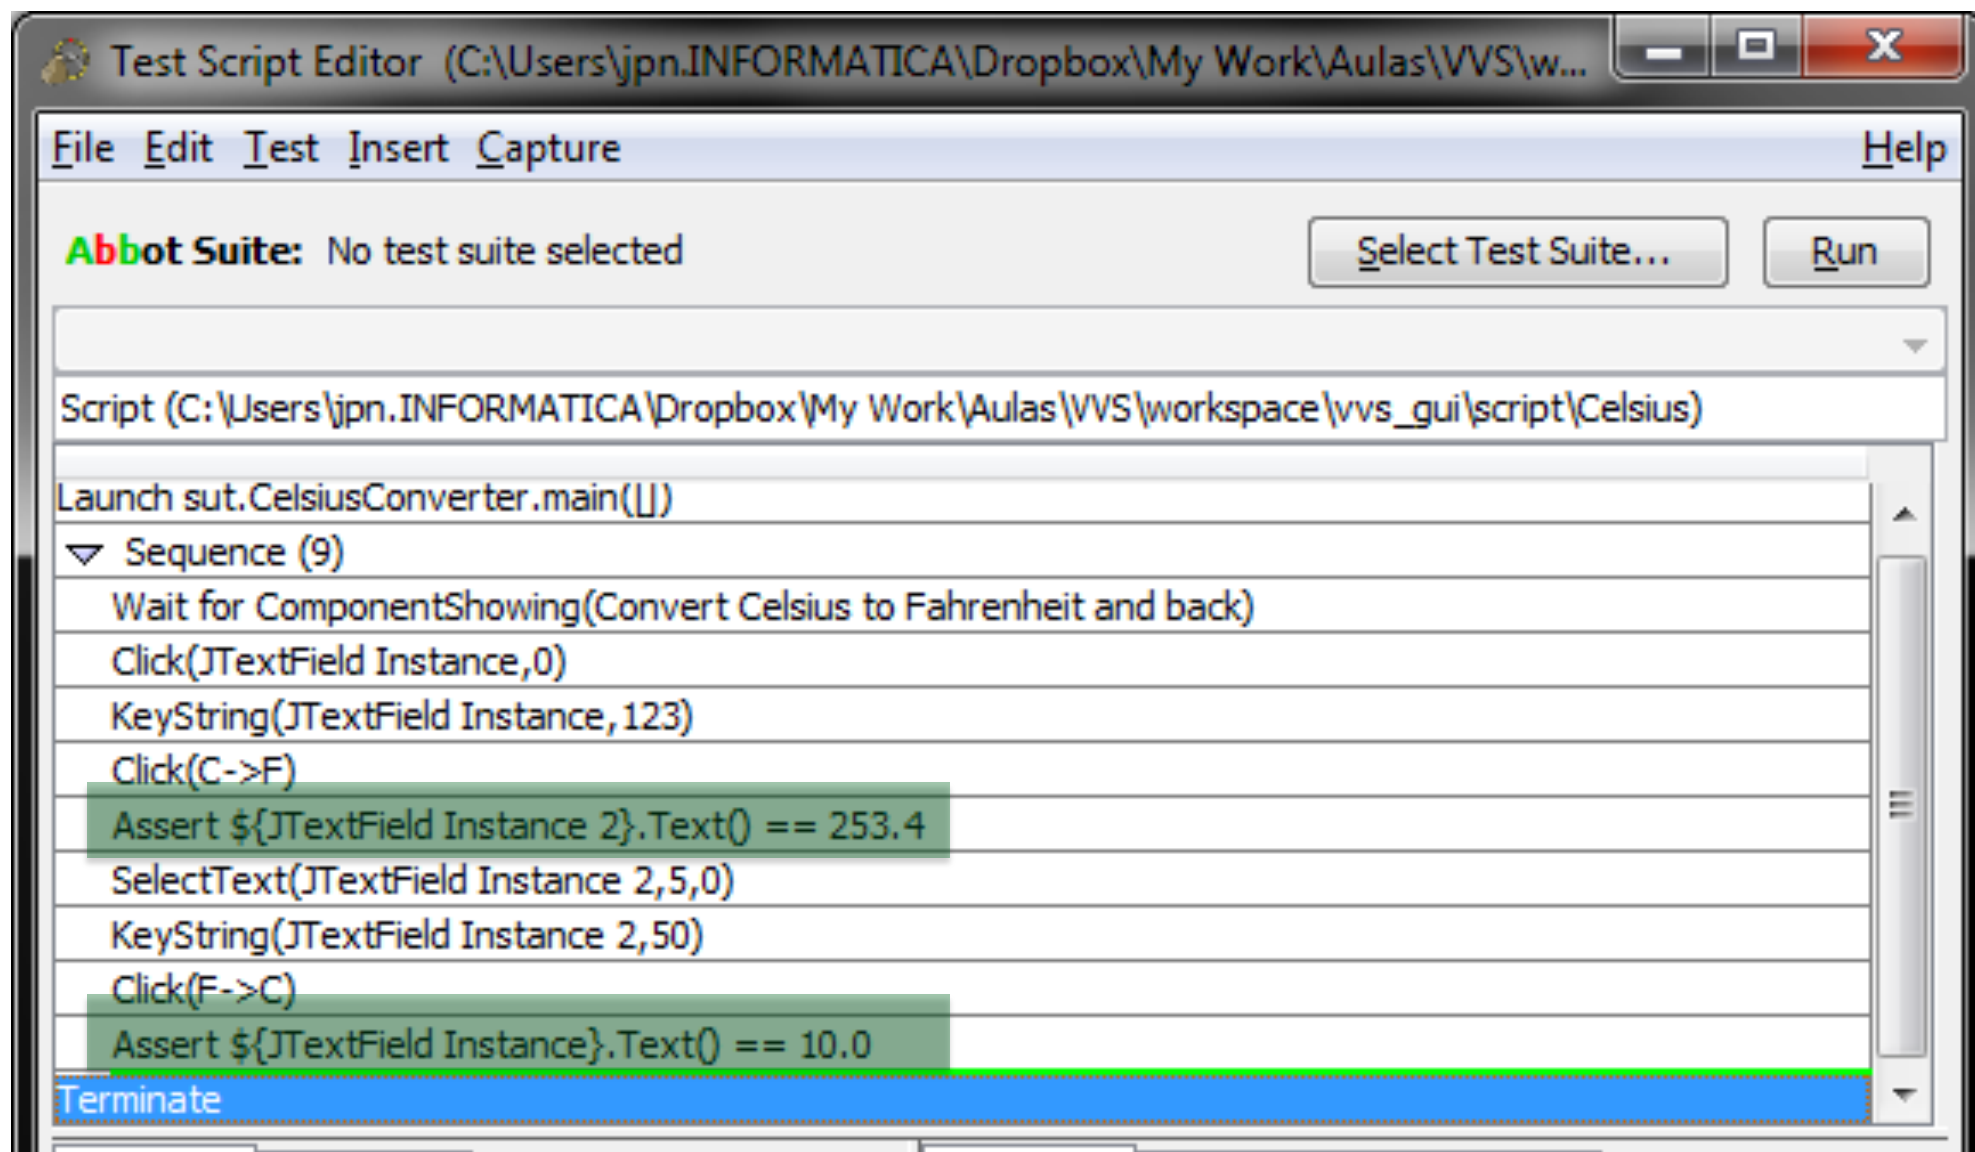 Test Script Editor (C:\Users\jpn.INFORMATICA\Dropbox\My Work\Aulas\VVS\w...
File Edit Test Insert Capture Help
Abbot Suite: No test suite selected Select Test Suite... Run
Script (C:\Users\jpn.INFORMATICA\Dropbox\My Work\Aulas\VVS\workspace\vvs_gui\script\Celsius)
Launch sut.CelsiusConverter.main([])
Sequence (9)
Wait for ComponentShowing(Convert Celsius to Fahrenheit and back)
Click(JTextField Instance,0)
KeyString(JTextField Instance,123)
Click(C->F)
Assert ${JTextField Instance 2}.Text() == 253.4
SelectText(JTextField Instance 2,5,0)
KeyString(JTextField Instance 2,50)
Click(F->C)
Assert ${JTextField Instance}.Text() == 10.0
Terminate